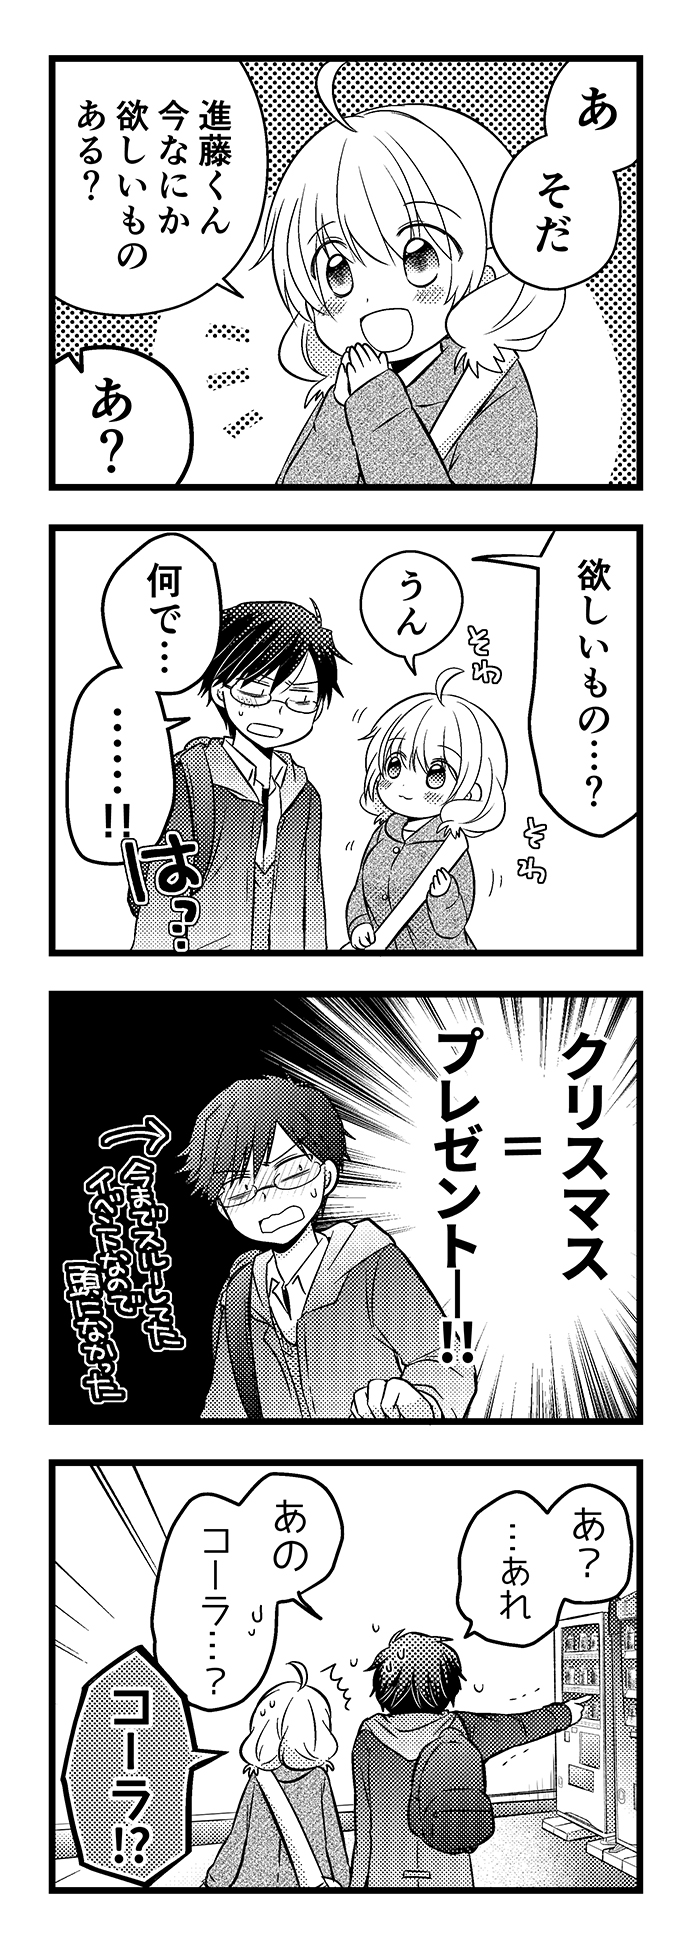 あ
そだ
進藤くん
今なにか
欲しいもの
ある?
あ?
欲しいもの…?
うん
そわ
そわ
何で…
……!!
は?
クリスマス
=
プレゼントー!!
今までスルーしてた
イベントなので
頭になかった
あ?
…あれ
あの
コーラ…?
コーラ!?